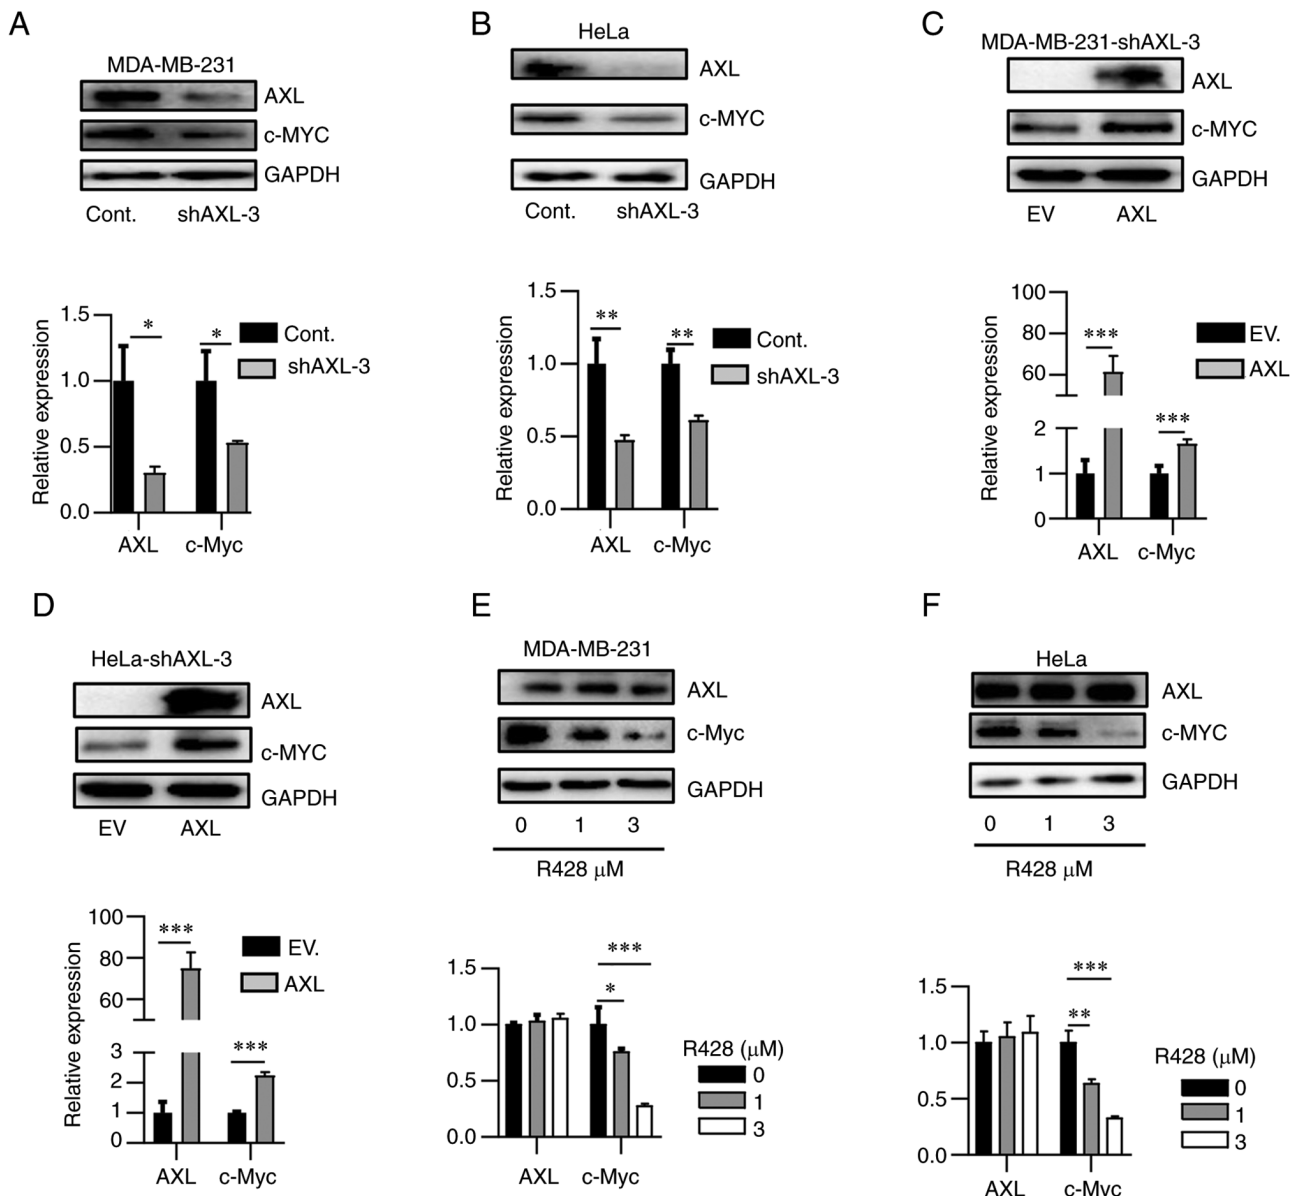 A
MDA-MB-231
AXL
c-MYC
GAPDH
Cont. shAXL-3
Relative expression
1.5
1.0
0.5
0.0
* *
Cont.
shAXL-3
AXL c-Myc
B
HeLa
AXL
c-MYC
GAPDH
Cont. shAXL-3
Relative expression
1.5
1.0
0.5
0.0
** **
Cont.
shAXL-3
AXL c-Myc
C
MDA-MB-231-shAXL-3
AXL
c-MYC
GAPDH
EV AXL
Relative expression
100
80
60
2
1
0
*** ***
EV.
AXL
AXL c-Myc
D
HeLa-shAXL-3
AXL
c-MYC
GAPDH
EV AXL
Relative expression
100
80
60
3
2
1
0
*** ***
EV.
AXL
AXL c-Myc
E
MDA-MB-231
AXL
c-Myc
GAPDH
0 1 3
R428 μM
1.5
1.0
0.5
0.0
***
*
R428 (μM)
0
1
3
AXL c-Myc
F
HeLa
AXL
c-MYC
GAPDH
0 1 3
R428 μM
1.5
1.0
0.5
0.0
***
**
R428 (μM)
0
1
3
AXL c-Myc